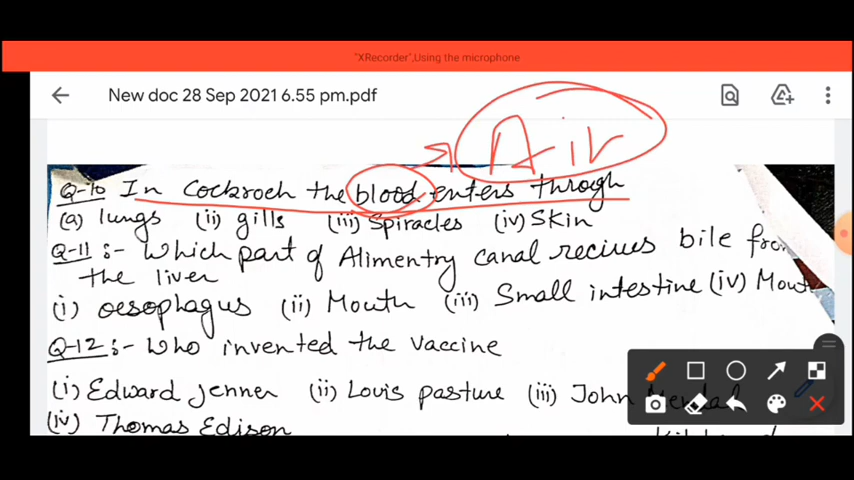 "XRecorder",Using the microphone
New doc 28 Sep 2021 6.55 pm.pdf
Air
Q-10 In Cockroch the blood enters throgh
(a) lungs (ii) gills (iii) Spiracles (iv) Skin
Q-11 :- Which part of Alimentry canal recives bile from
the liver
(i) oesophagus (ii) Mouth (iii) Small intestine (iv) Mouth
Q-12 :- Who invented the vaccine
(i) Edward Jenner (ii) Louis pasture (iii) John Mendal
(iv) Thomas Edison